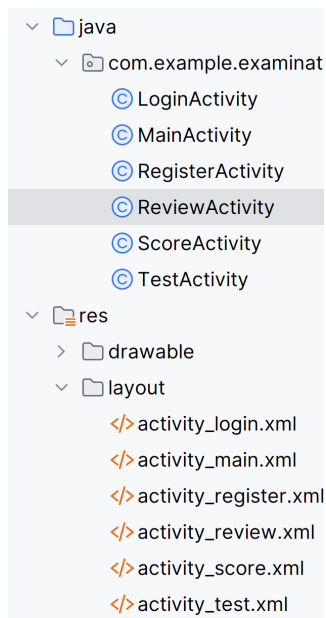 java
com.example.examinat
LoginActivity
MainActivity
RegisterActivity
ReviewActivity
ScoreActivity
TestActivity
res
drawable
layout
activity_login.xml
activity_main.xml
activity_register.xml
activity_review.xml
activity_score.xml
activity_test.xml